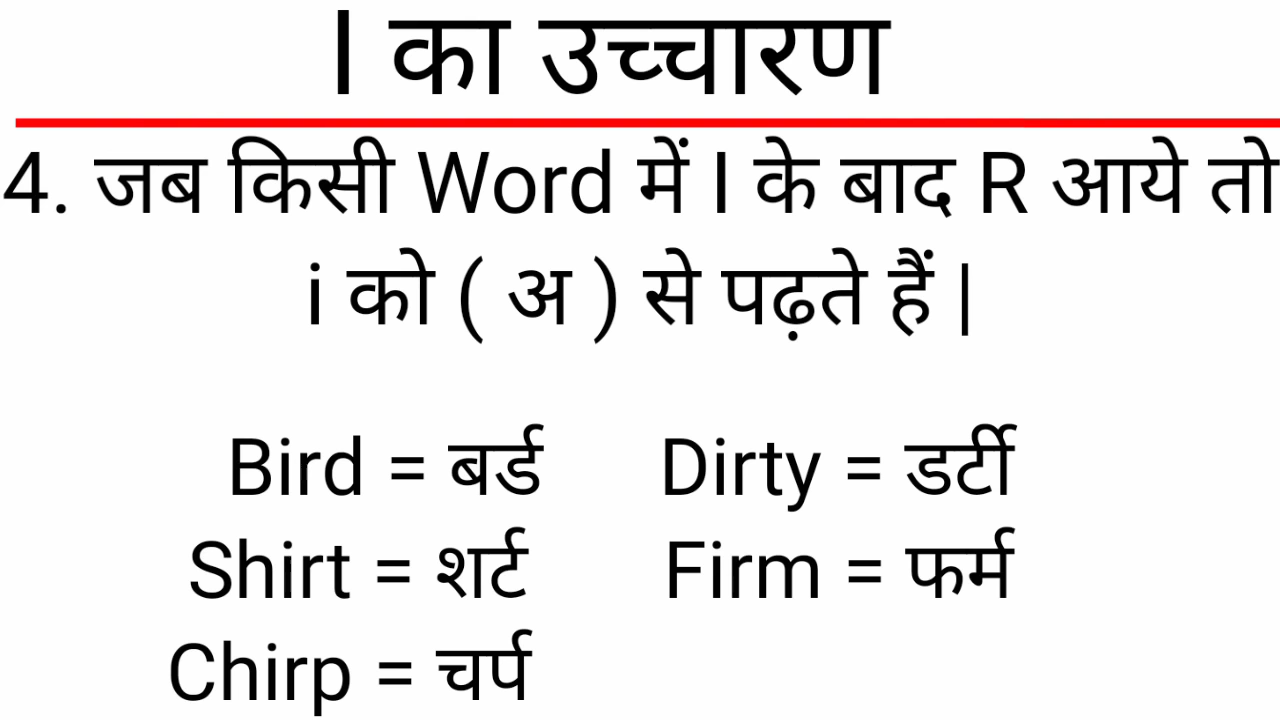 I का उच्चारण
4. जब किसी Word में I के बाद R आये तो
i को ( अ ) से पढ़ते हैं |
Bird = बर्ड Dirty = डर्टी
Shirt = शर्ट Firm = फर्म
Chirp = चर्प